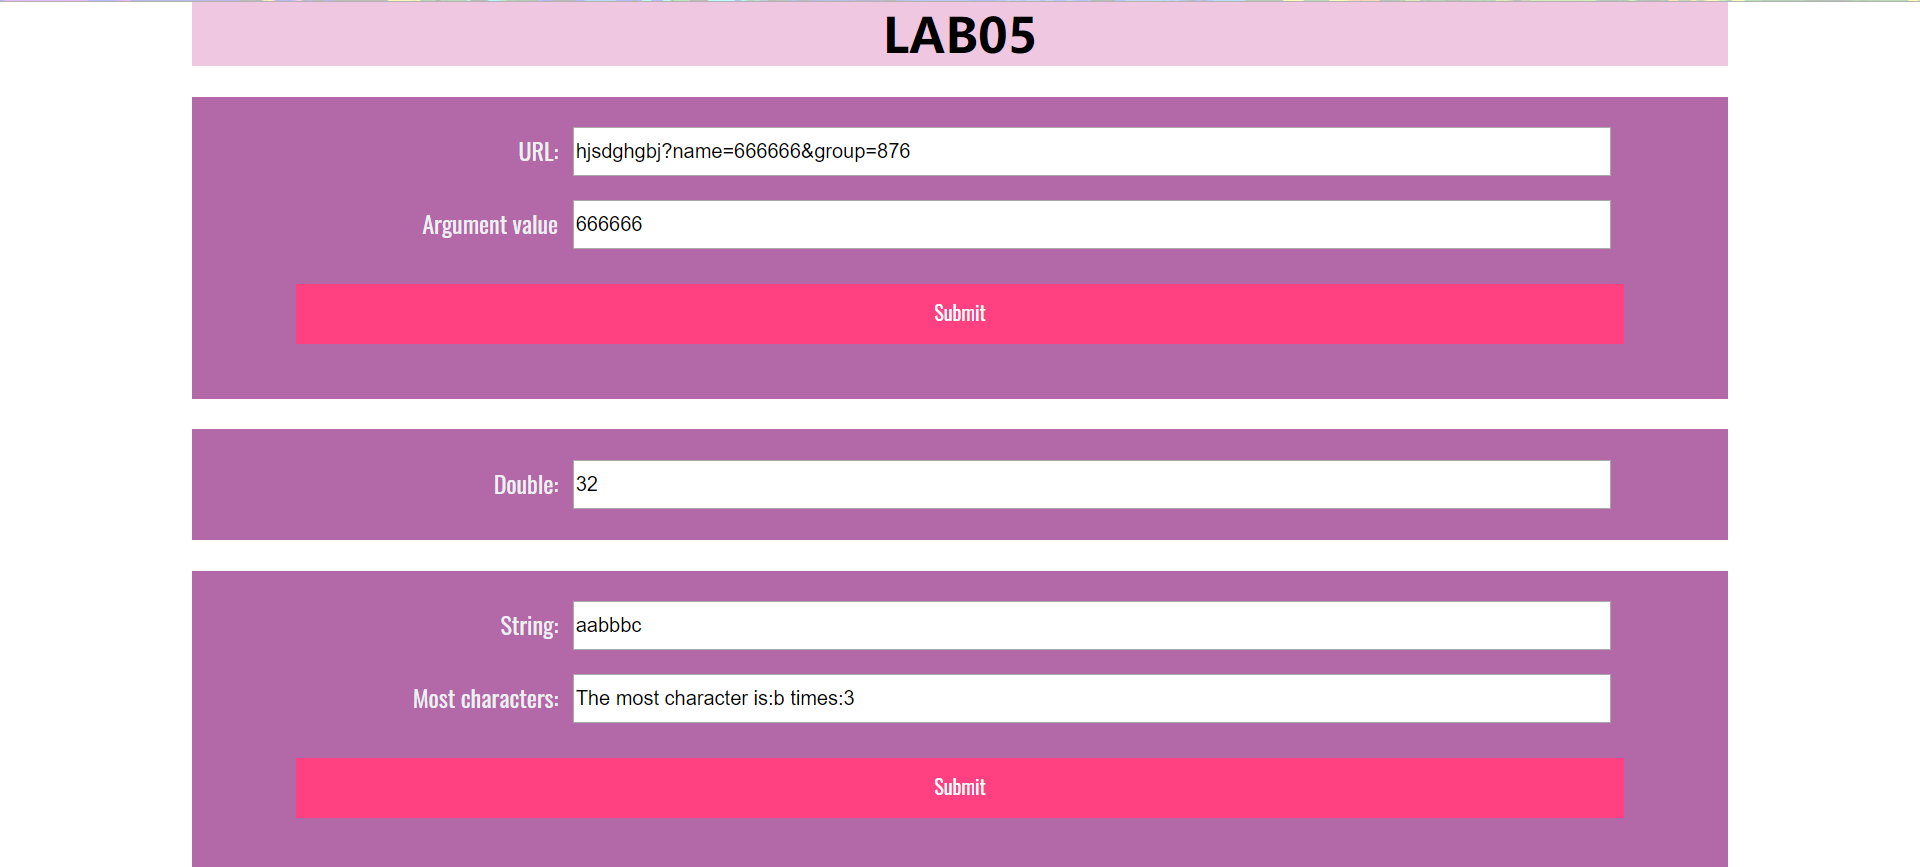 LAB05
URL: hjsdghgbj?name=666666&group=876
Argument value 666666
Submit
Double: 32
String: aabbbc
Most characters: The most character is:b times:3
Submit